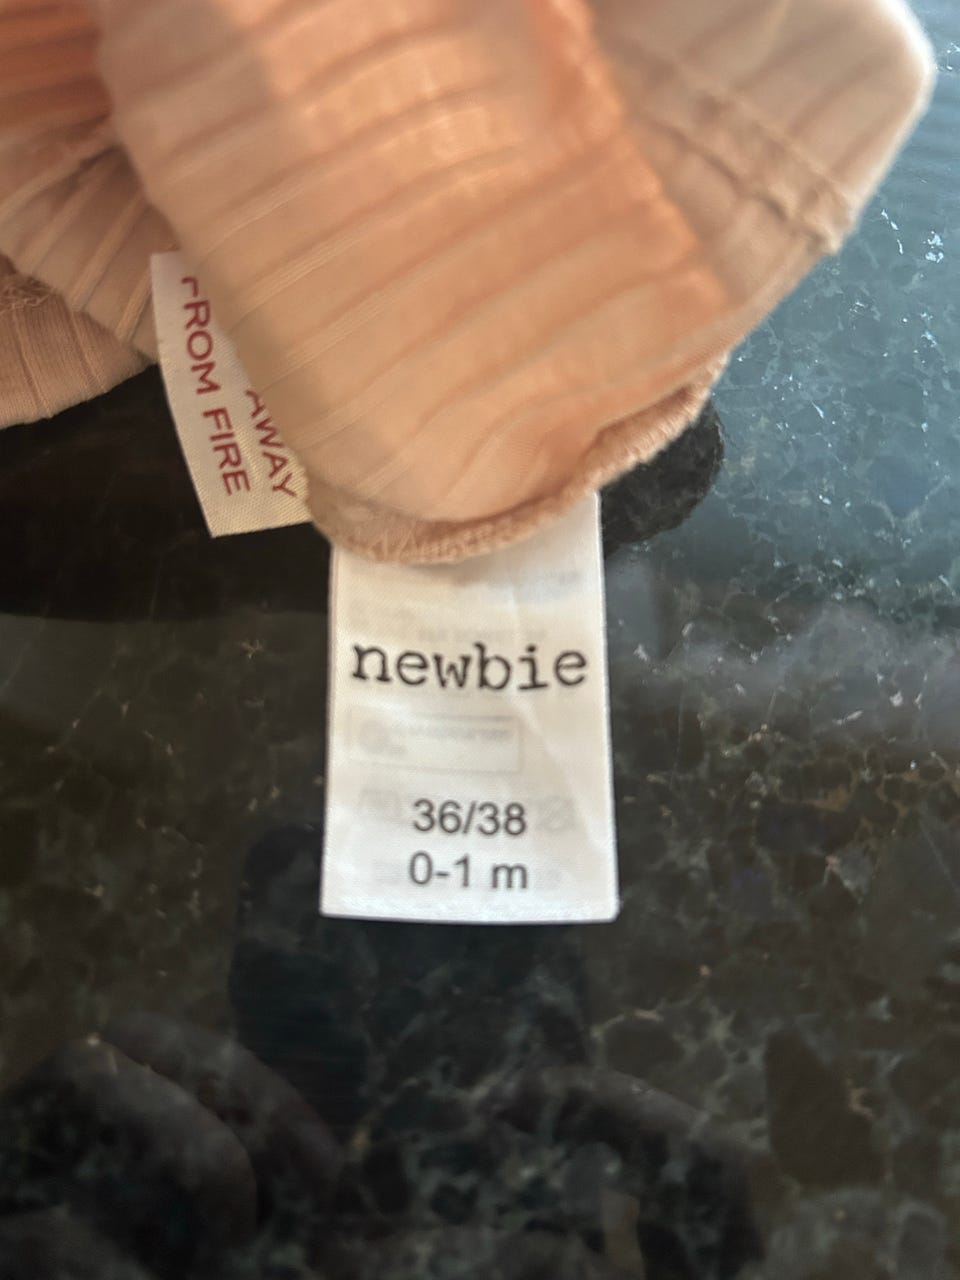 AWAY
FROM FIRE
newbie
36/38
0-1 m